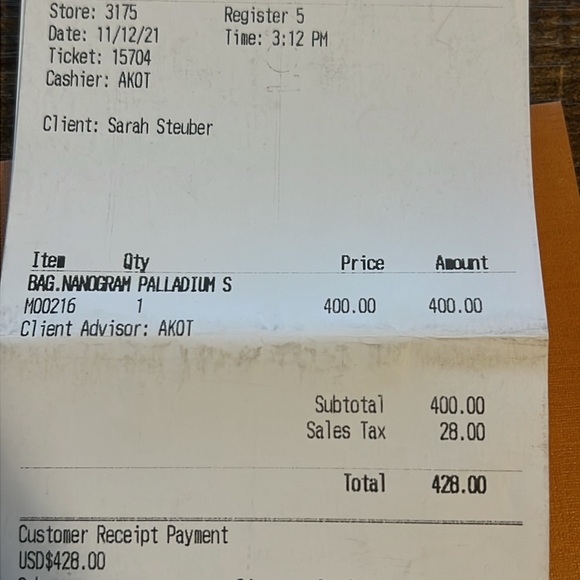 Store: 3175 Register 5
Date: 11/12/21 Time: 3:12 PM
Ticket: 15704
Cashier: AKOT
Client: Sarah Steuber
Item Qty Price Amount
BAG.NANOGRAM PALLADIUM S
M00216 1 400.00 400.00
Client Advisor: AKOT
Subtotal 400.00
Sales Tax 28.00
Total 428.00
Customer Receipt Payment
USD$428.00